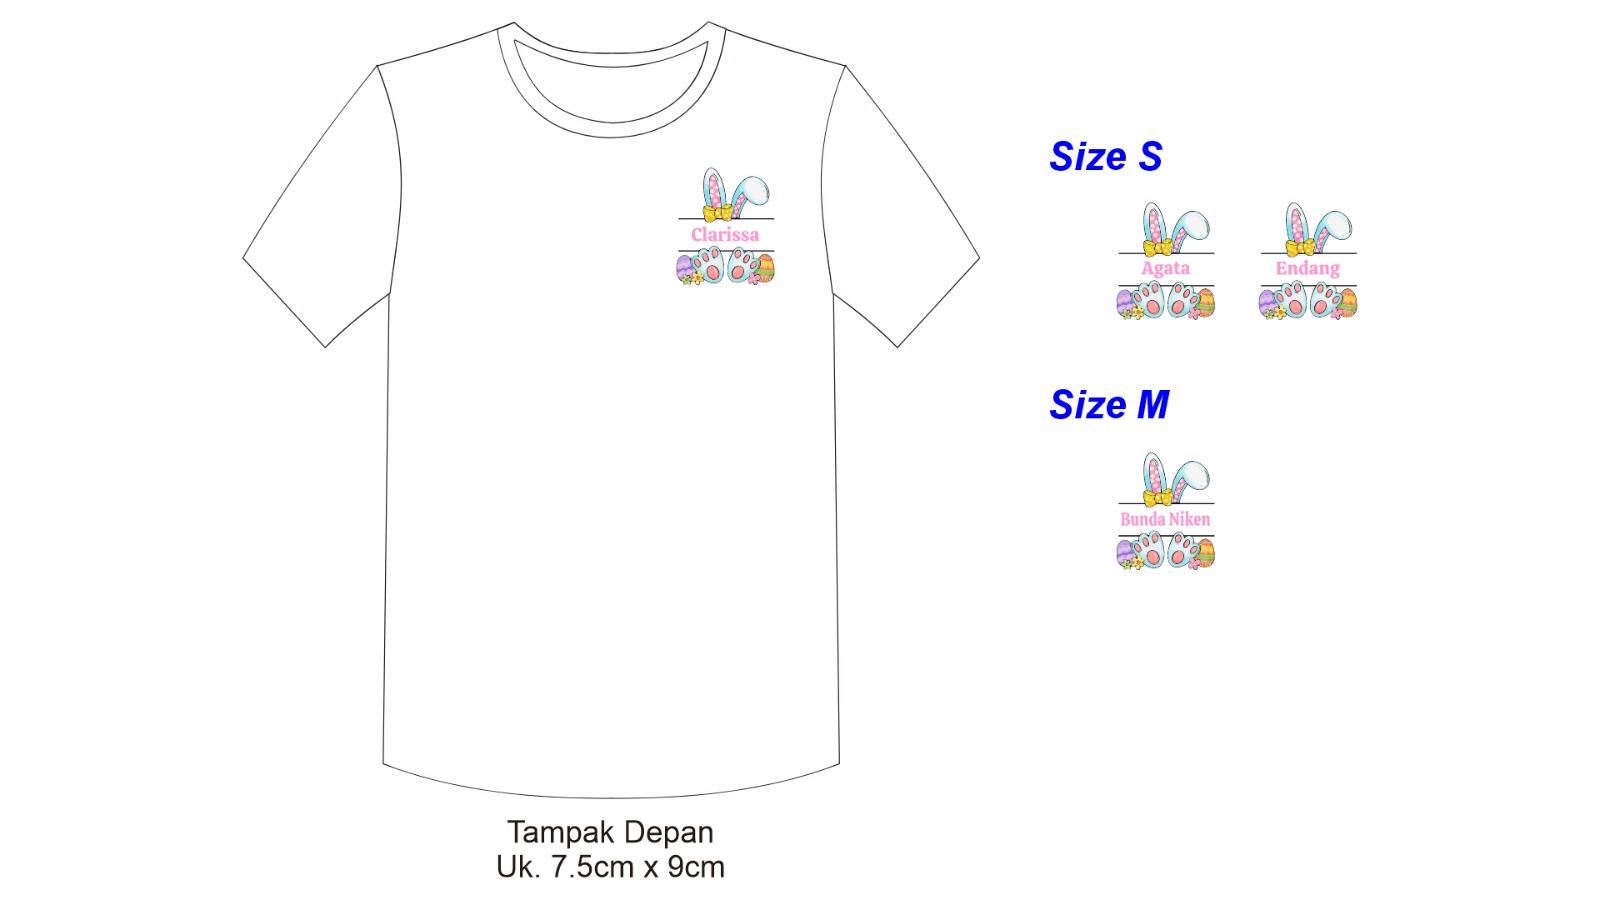 Clarissa
Tampak Depan
Uk. 7.5cm x 9cm
Size S
Agata
Endang
Size M
Bunda Niken